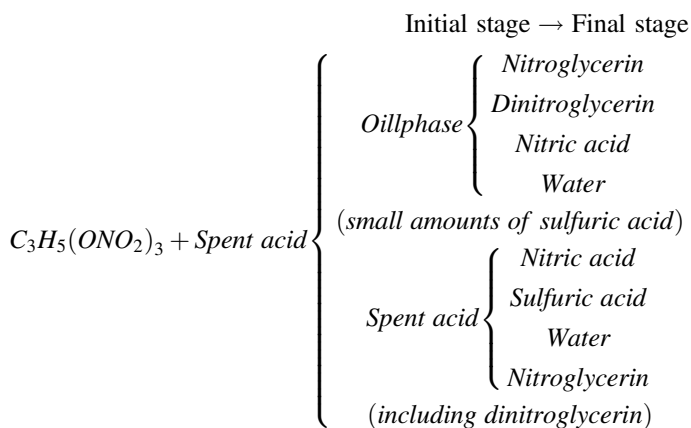 Initial stage → Final stage
Nitroglycerin
Dinitroglycerin
Oillphase
Nitric acid
Water
(small amounts of sulfuric acid)
C₃H₅(ONO₂)₃ + Spent acid
Nitric acid
Sulfuric acid
Spent acid
Water
Nitroglycerin
(including dinitroglycerin)